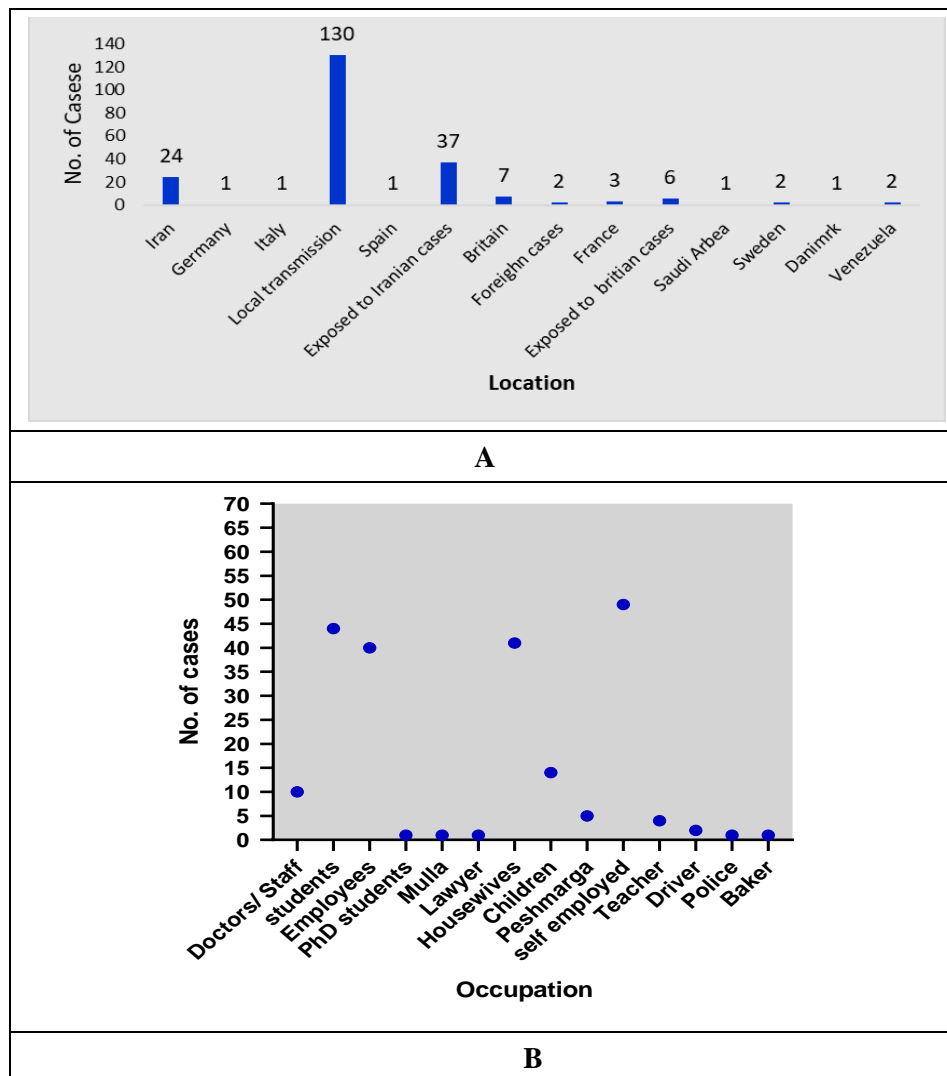 No. of Casese
140
120
100
80
60
40
20
0
24
1
1
130
1
37
7
2
3
6
1
2
1
2
Iran
Germany
Italy
Local transmission
Spain
Exposed to Iranian cases
Britain
Foreighn cases
France
Exposed to britian cases
Saudi Arbea
Sweden
Danimrk
Venezuela
Location
A
No. of cases
70
65
60
55
50
45
40
35
30
25
20
15
10
5
0
Doctors/ Staff
students
Employees
PhD students
Mulla
Lawyer
Housewives
Children
Peshmarga
self employed
Teacher
Driver
Police
Baker
Occupation
B